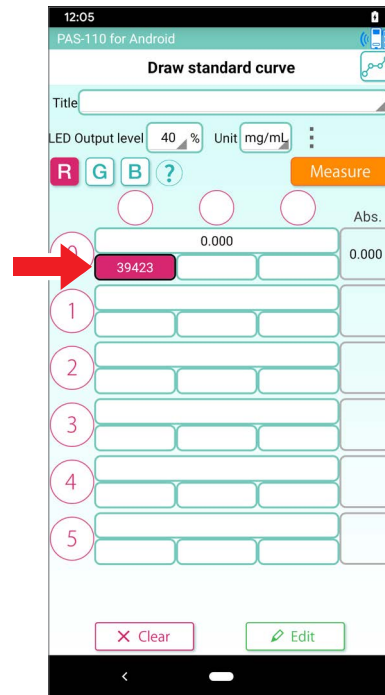 12:05
PAS-110 for Android
Draw standard curve
Title
LED Output level 40 % Unit mg/mL
R G B ? Measure
Abs.
0.000 0.000
39423
1
2
3
4
5
× Clear Edit